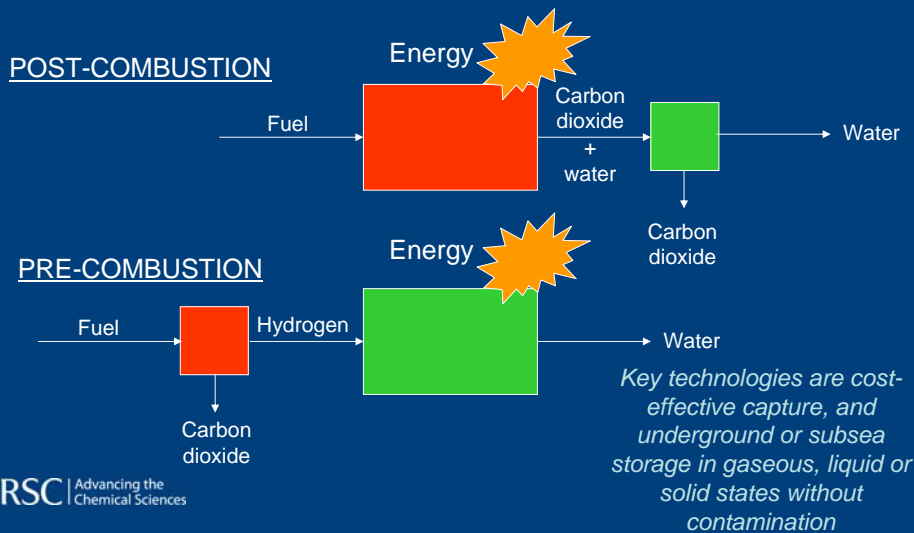 Energy
POST-COMBUSTION
Fuel
Carbon
dioxide
+
water
Water
Carbon
dioxide
Energy
PRE-COMBUSTION
Fuel
Hydrogen
Water
Carbon
dioxide
Key technologies are cost-
effective capture, and
underground or subsea
storage in gaseous, liquid or
solid states without
contamination
RSC | Advancing the
Chemical Sciences